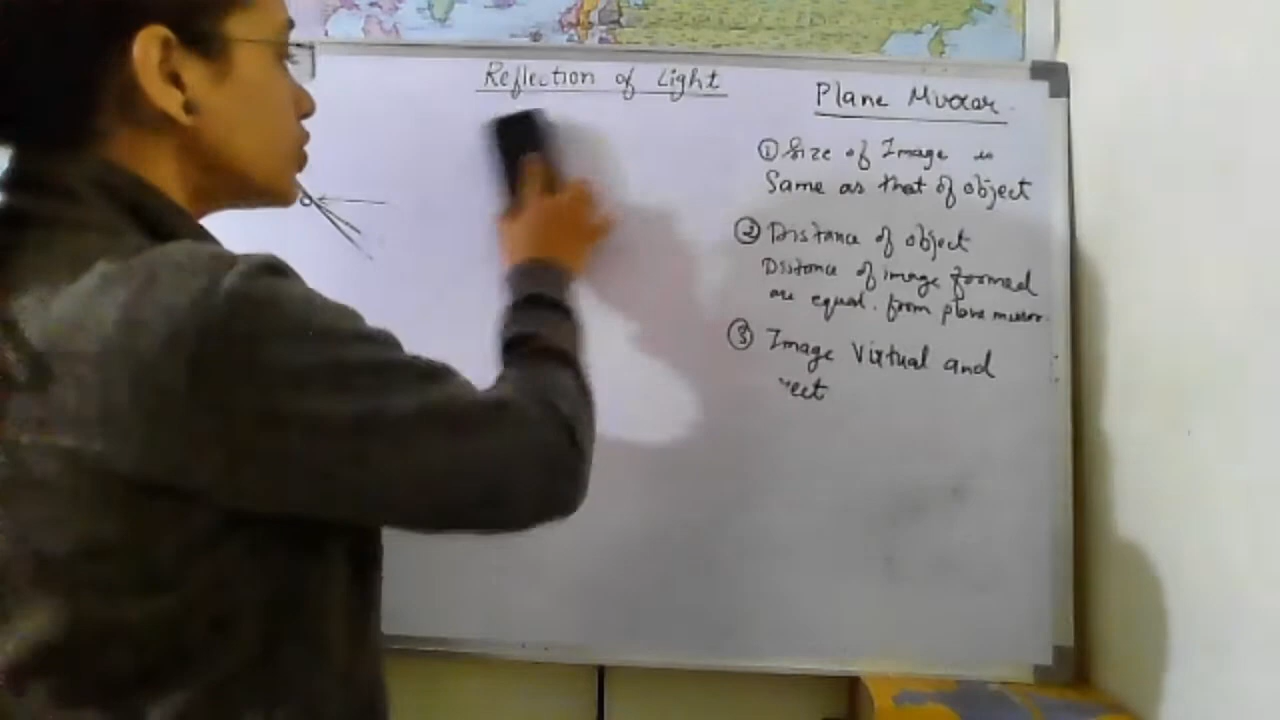 Reflection of Light
Plane Mirror
① Size of Image is
Same as that of object
② Distance of object
Distance of image formed
are equal. from plane mirror.
③ Image Virtual and
rect